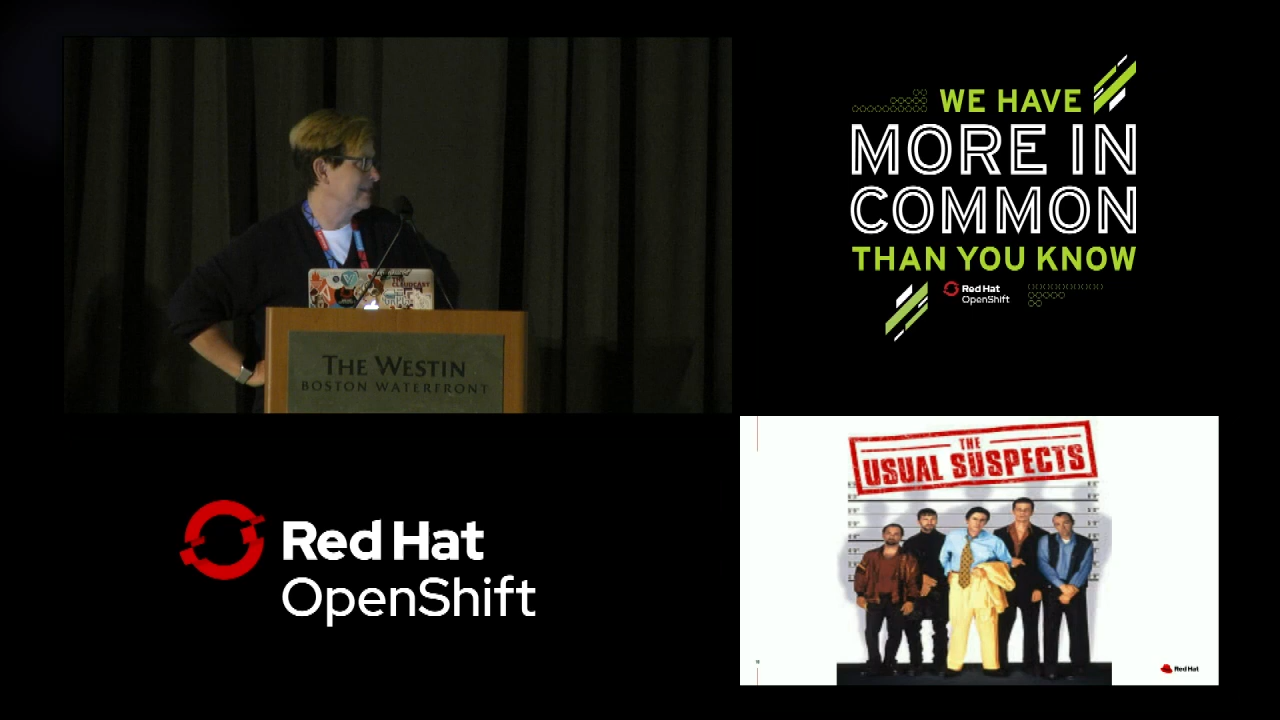 WE HAVE
MORE IN
COMMON
THAN YOU KNOW
Red Hat
OpenShift
CLOUDCAST
THE WESTIN
BOSTON WATERFRONT
Red Hat
OpenShift
THE
USUAL SUSPECTS
Red Hat